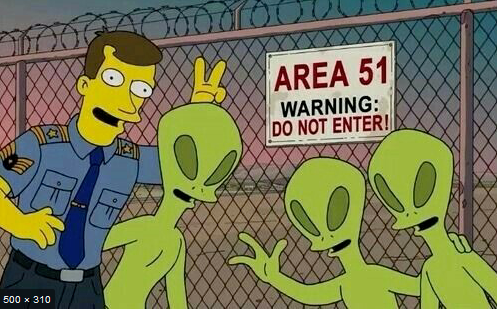 AREA 51
WARNING:
DO NOT ENTER!
500 × 310